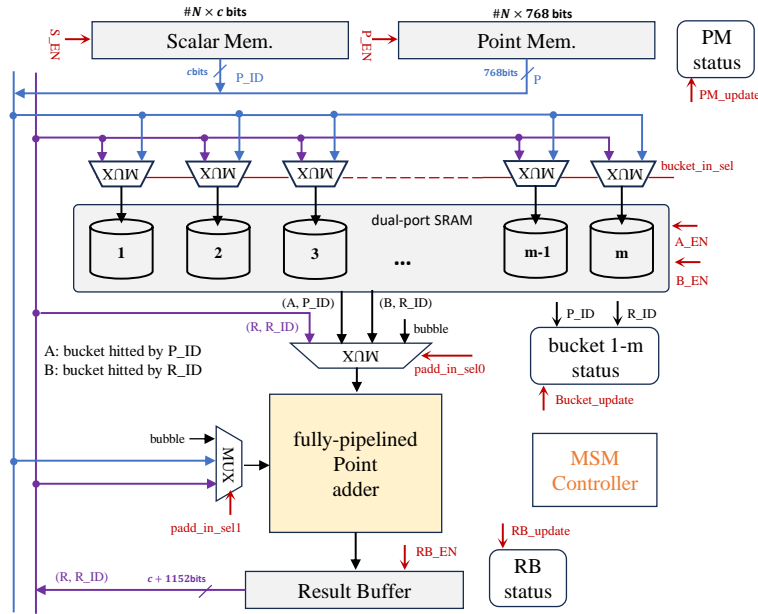 #N × c bits
#N × 768 bits
S_EN
Scalar Mem.
P_EN
Point Mem.
PM
status
cbits
P_ID
768bits
P
PM_update
MUX
MUX
MUX
MUX
MUX
bucket_in_sel
dual-port SRAM
1
2
3
...
m-1
m
A_EN
B_EN
(A, P_ID)
(B, R_ID)
P_ID
R_ID
(R, R_ID)
bubble
MUX
A: bucket hitted by P_ID
B: bucket hitted by R_ID
padd_in_sel0
bucket 1-m
status
Bucket_update
bubble
MUX
fully-pipelined
Point
adder
MSM
Controller
padd_in_sel1
RB_EN
RB_update
(R, R_ID)
c + 1152bits
Result Buffer
RB
status